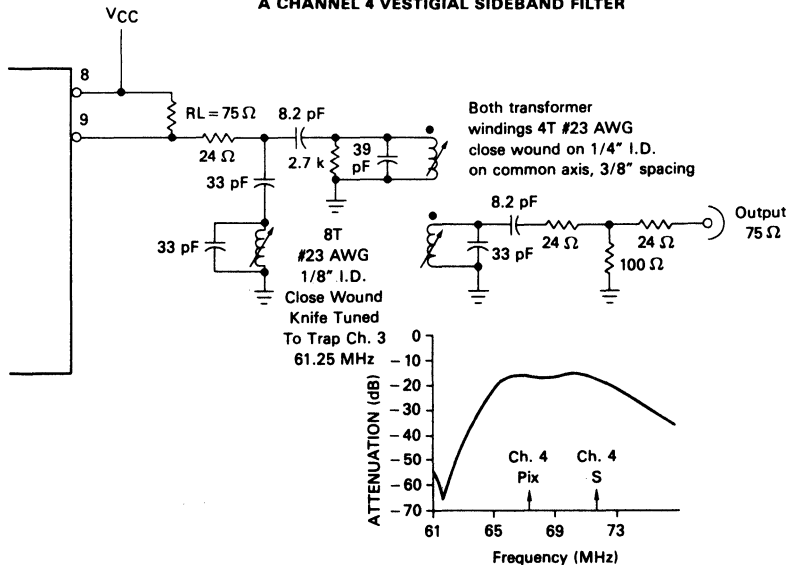 A CHANNEL 4 VESTIGIAL SIDEBAND FILTER
VCC
8
9
RL = 75 Ω
24 Ω
8.2 pF
2.7 k
39
pF
33 pF
33 pF
8T
#23 AWG
1/8" I.D.
Close Wound
Knife Tuned
To Trap Ch. 3
61.25 MHz
Both transformer
windings 4T #23 AWG
close wound on 1/4" I.D.
on common axis, 3/8" spacing
8.2 pF
33 pF
24 Ω
24 Ω
100 Ω
Output
75 Ω
ATTENUATION (dB)
0
– 10
– 20
– 30
– 40
– 50
– 60
– 70
Ch. 4
Pix
Ch. 4
S
61
65
69
73
Frequency (MHz)